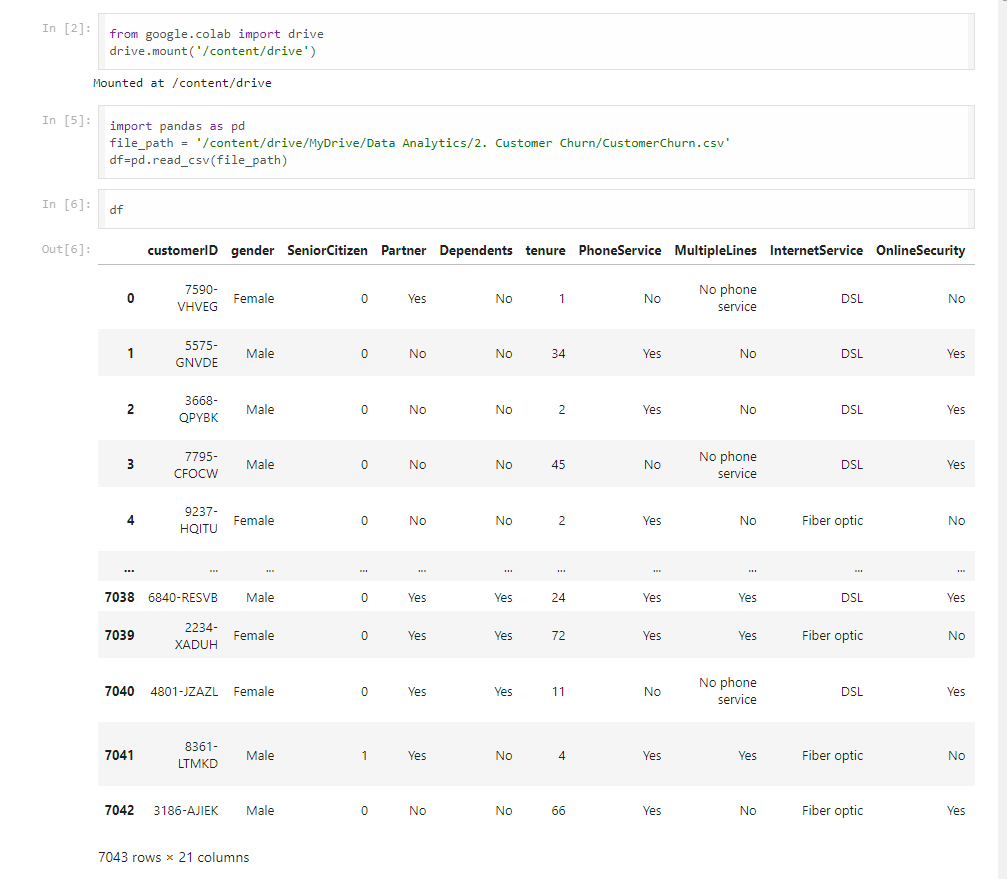 In [2]:
from google.colab import drive
drive.mount('/content/drive')
Mounted at /content/drive
In [5]:
import pandas as pd
file_path = '/content/drive/MyDrive/Data Analytics/2. Customer Churn/CustomerChurn.csv'
df=pd.read_csv(file_path)
In [6]:
df
Out[6]:
customerID gender SeniorCitizen Partner Dependents tenure PhoneService MultipleLines InternetService OnlineSecurity
0 7590-VHVEG Female 0 Yes No 1 No No phone service DSL No
1 5575-GNVDE Male 0 No No 34 Yes No DSL Yes
2 3668-QPYBK Male 0 No No 2 Yes No DSL Yes
3 7795-CFOCW Male 0 No No 45 No No phone service DSL Yes
4 9237-HQITU Female 0 No No 2 Yes No Fiber optic No
... ... ... ... ... ... ... ... ... ... ...
7038 6840-RESVB Male 0 Yes Yes 24 Yes Yes DSL Yes
7039 2234-XADUH Female 0 Yes Yes 72 Yes Yes Fiber optic No
7040 4801-JZAZL Female 0 Yes Yes 11 No No phone service DSL Yes
7041 8361-LTMKD Male 1 Yes No 4 Yes Yes Fiber optic No
7042 3186-AJIEK Male 0 No No 66 Yes No Fiber optic Yes
7043 rows × 21 columns